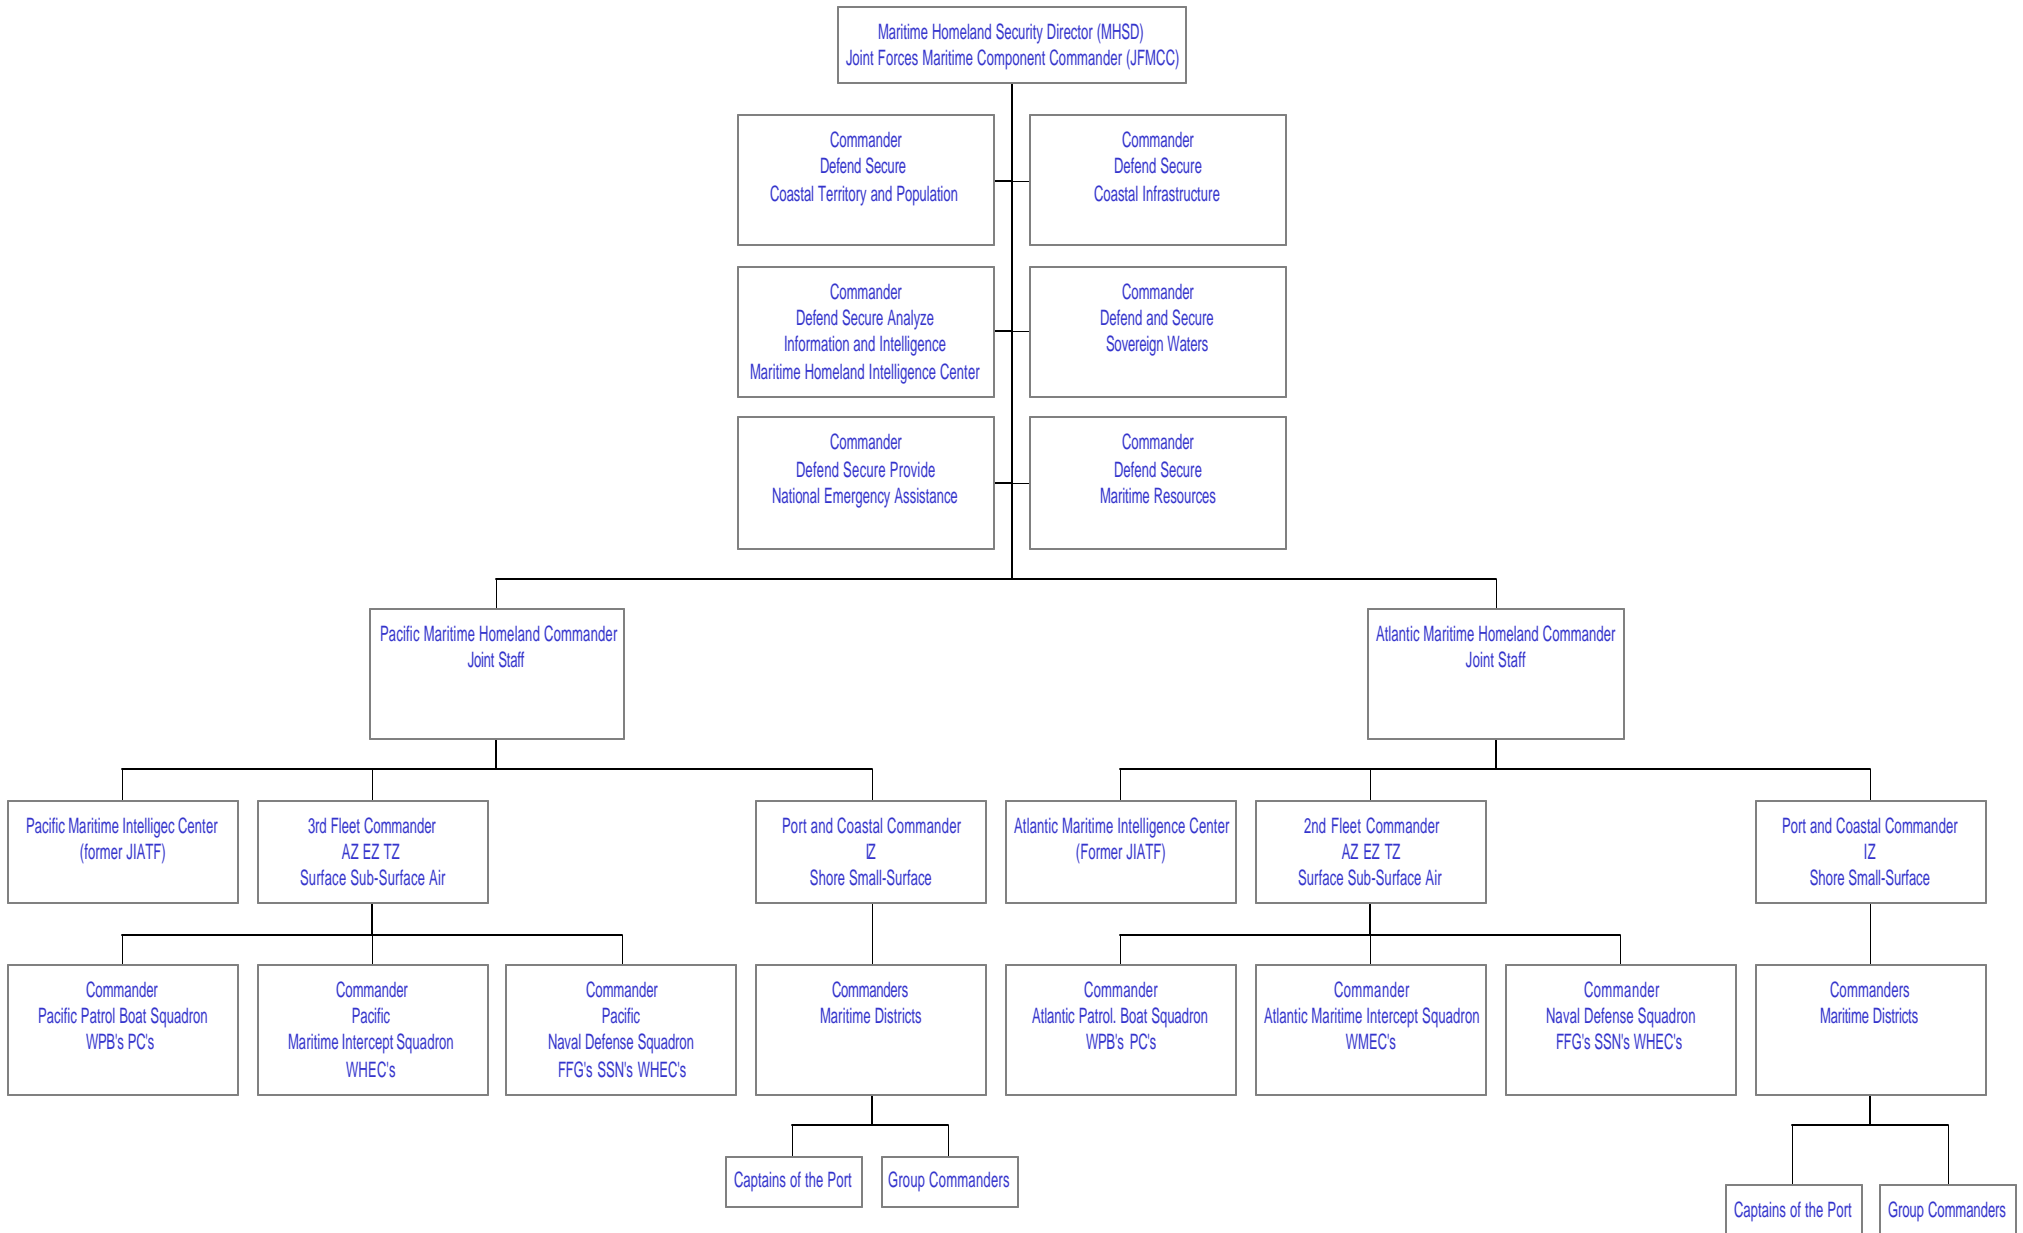 Maritime Homeland Security Director (MHSD)
Joint Forces Maritime Component Commander (JFMCC)
Commander
Defend Secure
Coastal Territory and Population
Commander
Defend Secure
Coastal Infrastructure
Commander
Defend Secure Analyze
Information and Intelligence
Maritime Homeland Intelligence Center
Commander
Defend and Secure
Sovereign Waters
Commander
Defend Secure Provide
National Emergency Assistance
Commander
Defend Secure
Maritime Resources
Pacific Maritime Homeland Commander
Joint Staff
Atlantic Maritime Homeland Commander
Joint Staff
Pacific Maritime Intelligec Center
(former JIATF)
3rd Fleet Commander
AZ EZ TZ
Surface Sub-Surface Air
Port and Coastal Commander
IZ
Shore Small-Surface
Atlantic Maritime Intelligence Center
(Former JIATF)
2nd Fleet Commander
AZ EZ TZ
Surface Sub-Surface Air
Port and Coastal Commander
IZ
Shore Small-Surface
Commander
Pacific Patrol Boat Squadron
WPB's PC's
Commander
Pacific
Maritime Intercept Squadron
WHEC's
Commander
Pacific
Naval Defense Squadron
FFG's SSN's WHEC's
Commanders
Maritime Districts
Commander
Atlantic Patrol. Boat Squadron
WPB's PC's
Commander
Atlantic Maritime Intercept Squadron
WMEC's
Commander
Naval Defense Squadron
FFG's SSN's WHEC's
Commanders
Maritime Districts
Captains of the Port
Group Commanders
Captains of the Port
Group Commanders